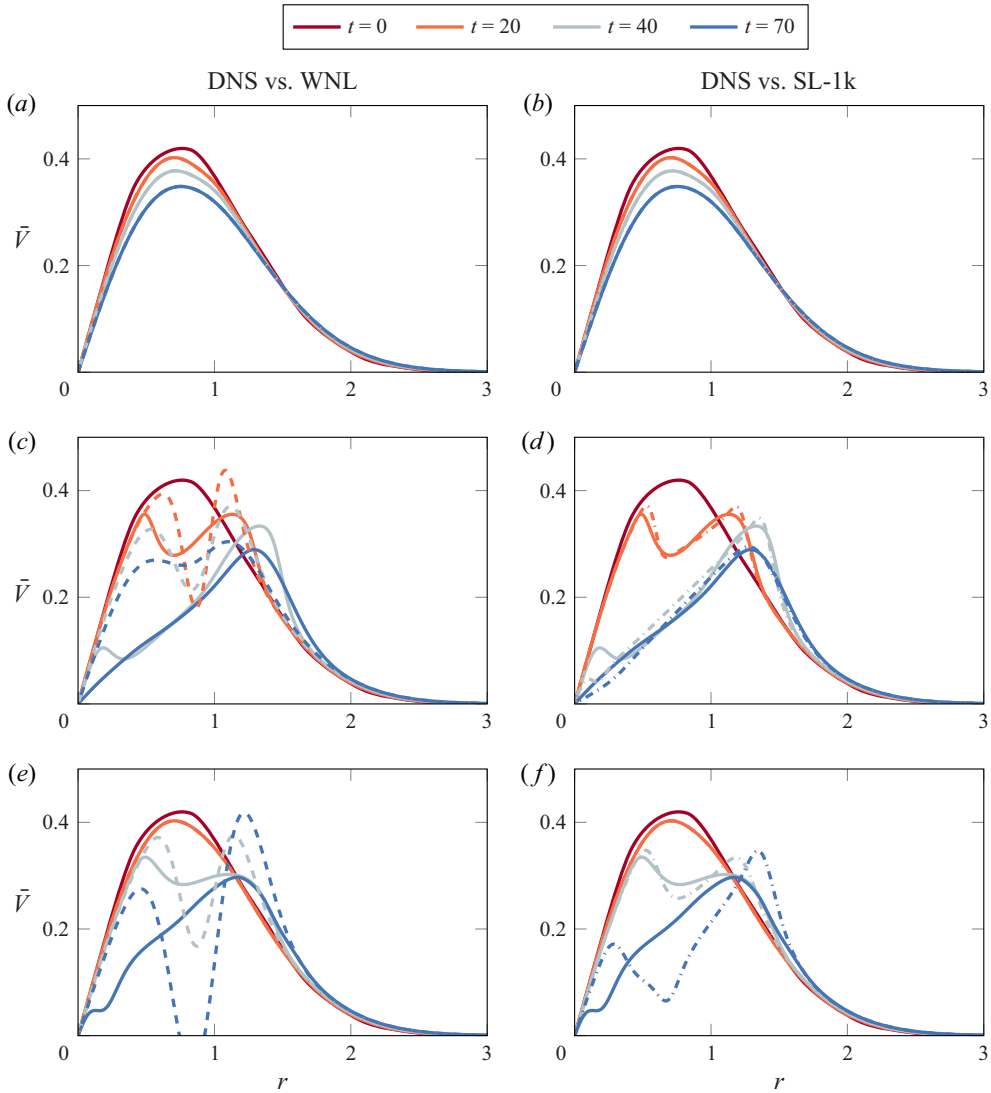 t = 0 t = 20 t = 40 t = 70
DNS vs. WNL DNS vs. SL-1k
(a) (b)
0.4 0.4
V̄
0.2 0.2
0 1 2 3 0 1 2 3
(c) (d)
0.4 0.4
V̄
0.2 0.2
0 1 2 3 0 1 2 3
(e) (f)
0.4 0.4
V̄
0.2 0.2
0 1 2 3 0 1 2 3
r r